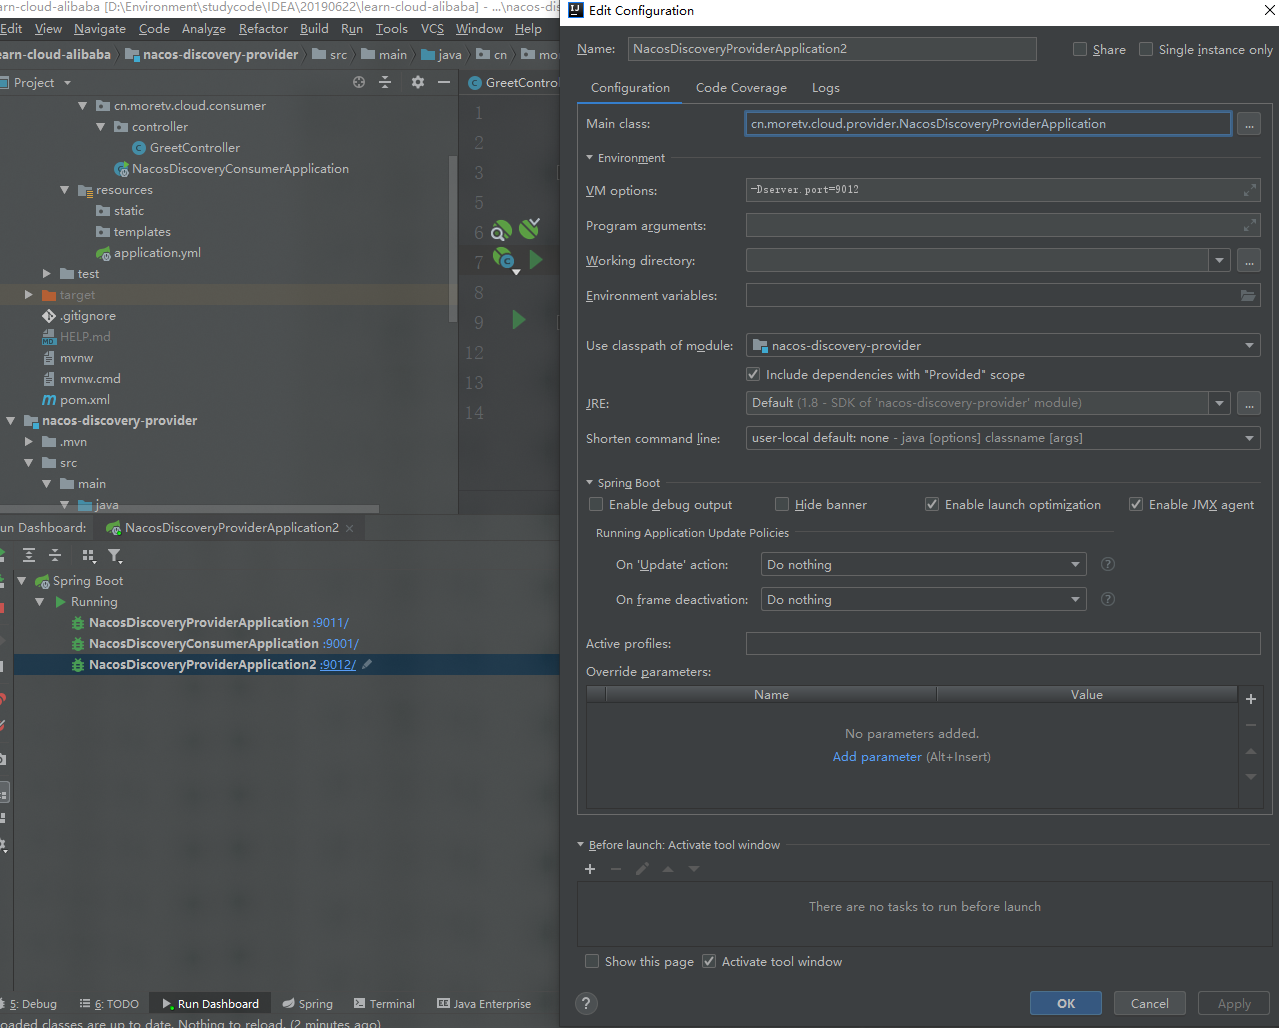 arn-cloud-alibaba [D:\Environment\studycode\IDEA\20190622\learn-cloud-alibaba] - ...\nacos-dis
Edit View Navigate Code Analyze Refactor Build Run Tools VCS Window Help
earn-cloud-alibaba nacos-discovery-provider src main java cn mo
Project
GreetContro
cn.moretv.cloud.consumer
controller
GreetController
NacosDiscoveryConsumerApplication
resources
static
templates
application.yml
test
target
.gitignore
HELP.md
mvnw
mvnw.cmd
pom.xml
nacos-discovery-provider
.mvn
src
main
java
1
2
3
5
6
7
8
9
12
13
14
un Dashboard: NacosDiscoveryProviderApplication2
Spring Boot
Running
NacosDiscoveryProviderApplication :9011/
NacosDiscoveryConsumerApplication :9001/
NacosDiscoveryProviderApplication2 :9012/
5: Debug 6: TODO Run Dashboard Spring Terminal Java Enterprise
oaded classes are up to date. Nothing to reload. (2 minutes ago)
Edit Configuration
Name: NacosDiscoveryProviderApplication2 Share Single instance only
Configuration Code Coverage Logs
Main class: cn.moretv.cloud.provider.NacosDiscoveryProviderApplication ...
Environment
VM options: -Dserver.port=9012
Program arguments:
Working directory: ...
Environment variables:
Use classpath of module: nacos-discovery-provider
Include dependencies with "Provided" scope
JRE: Default (1.8 - SDK of 'nacos-discovery-provider' module) ...
Shorten command line: user-local default: none - java [options] classname [args]
Spring Boot
Enable debug output Hide banner Enable launch optimization Enable JMX agent
Running Application Update Policies
On 'Update' action: Do nothing ?
On frame deactivation: Do nothing ?
Active profiles:
Override parameters:
Name Value
No parameters added.
Add parameter (Alt+Insert)
Before launch: Activate tool window
There are no tasks to run before launch
Show this page Activate tool window
? OK Cancel Apply